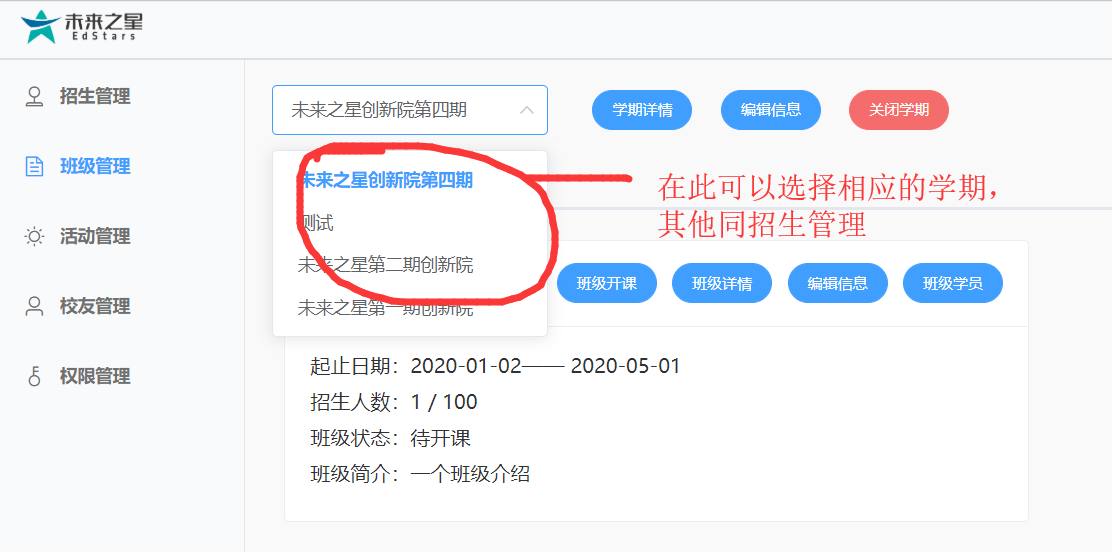 未来之星
EdStars
招生管理
班级管理
活动管理
校友管理
权限管理
未来之星创新院第四期
学期详情
编辑信息
关闭学期
未来之星创新院第四期
测试
未来之星第二期创新院
未来之星第一期创新院
在此可以选择相应的学期，
其他同招生管理
班级开课
班级详情
编辑信息
班级学员
起止日期：2020-01-02—— 2020-05-01
招生人数：1 / 100
班级状态：待开课
班级简介：一个班级介绍